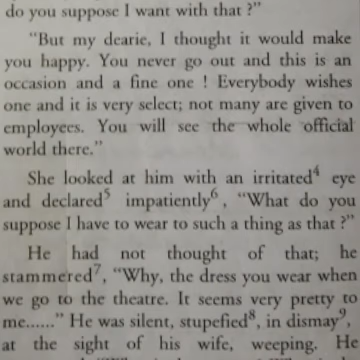 do you suppose I want with that ?”
“But my dearie, I thought it would make
you happy. You never go out and this is an
occasion and a fine one ! Everybody wishes
one and it is very select; not many are given to
employees. You will see the whole official
world there.”
She looked at him with an irritated⁴ eye
and declared⁵ impatiently⁶, “What do you
suppose I have to wear to such a thing as that ?”
He had not thought of that; he
stammered⁷, “Why, the dress you wear when
we go to the theatre. It seems very pretty to
me......” He was silent, stupefied⁸, in dismay⁹,
at the sight of his wife, weeping. He